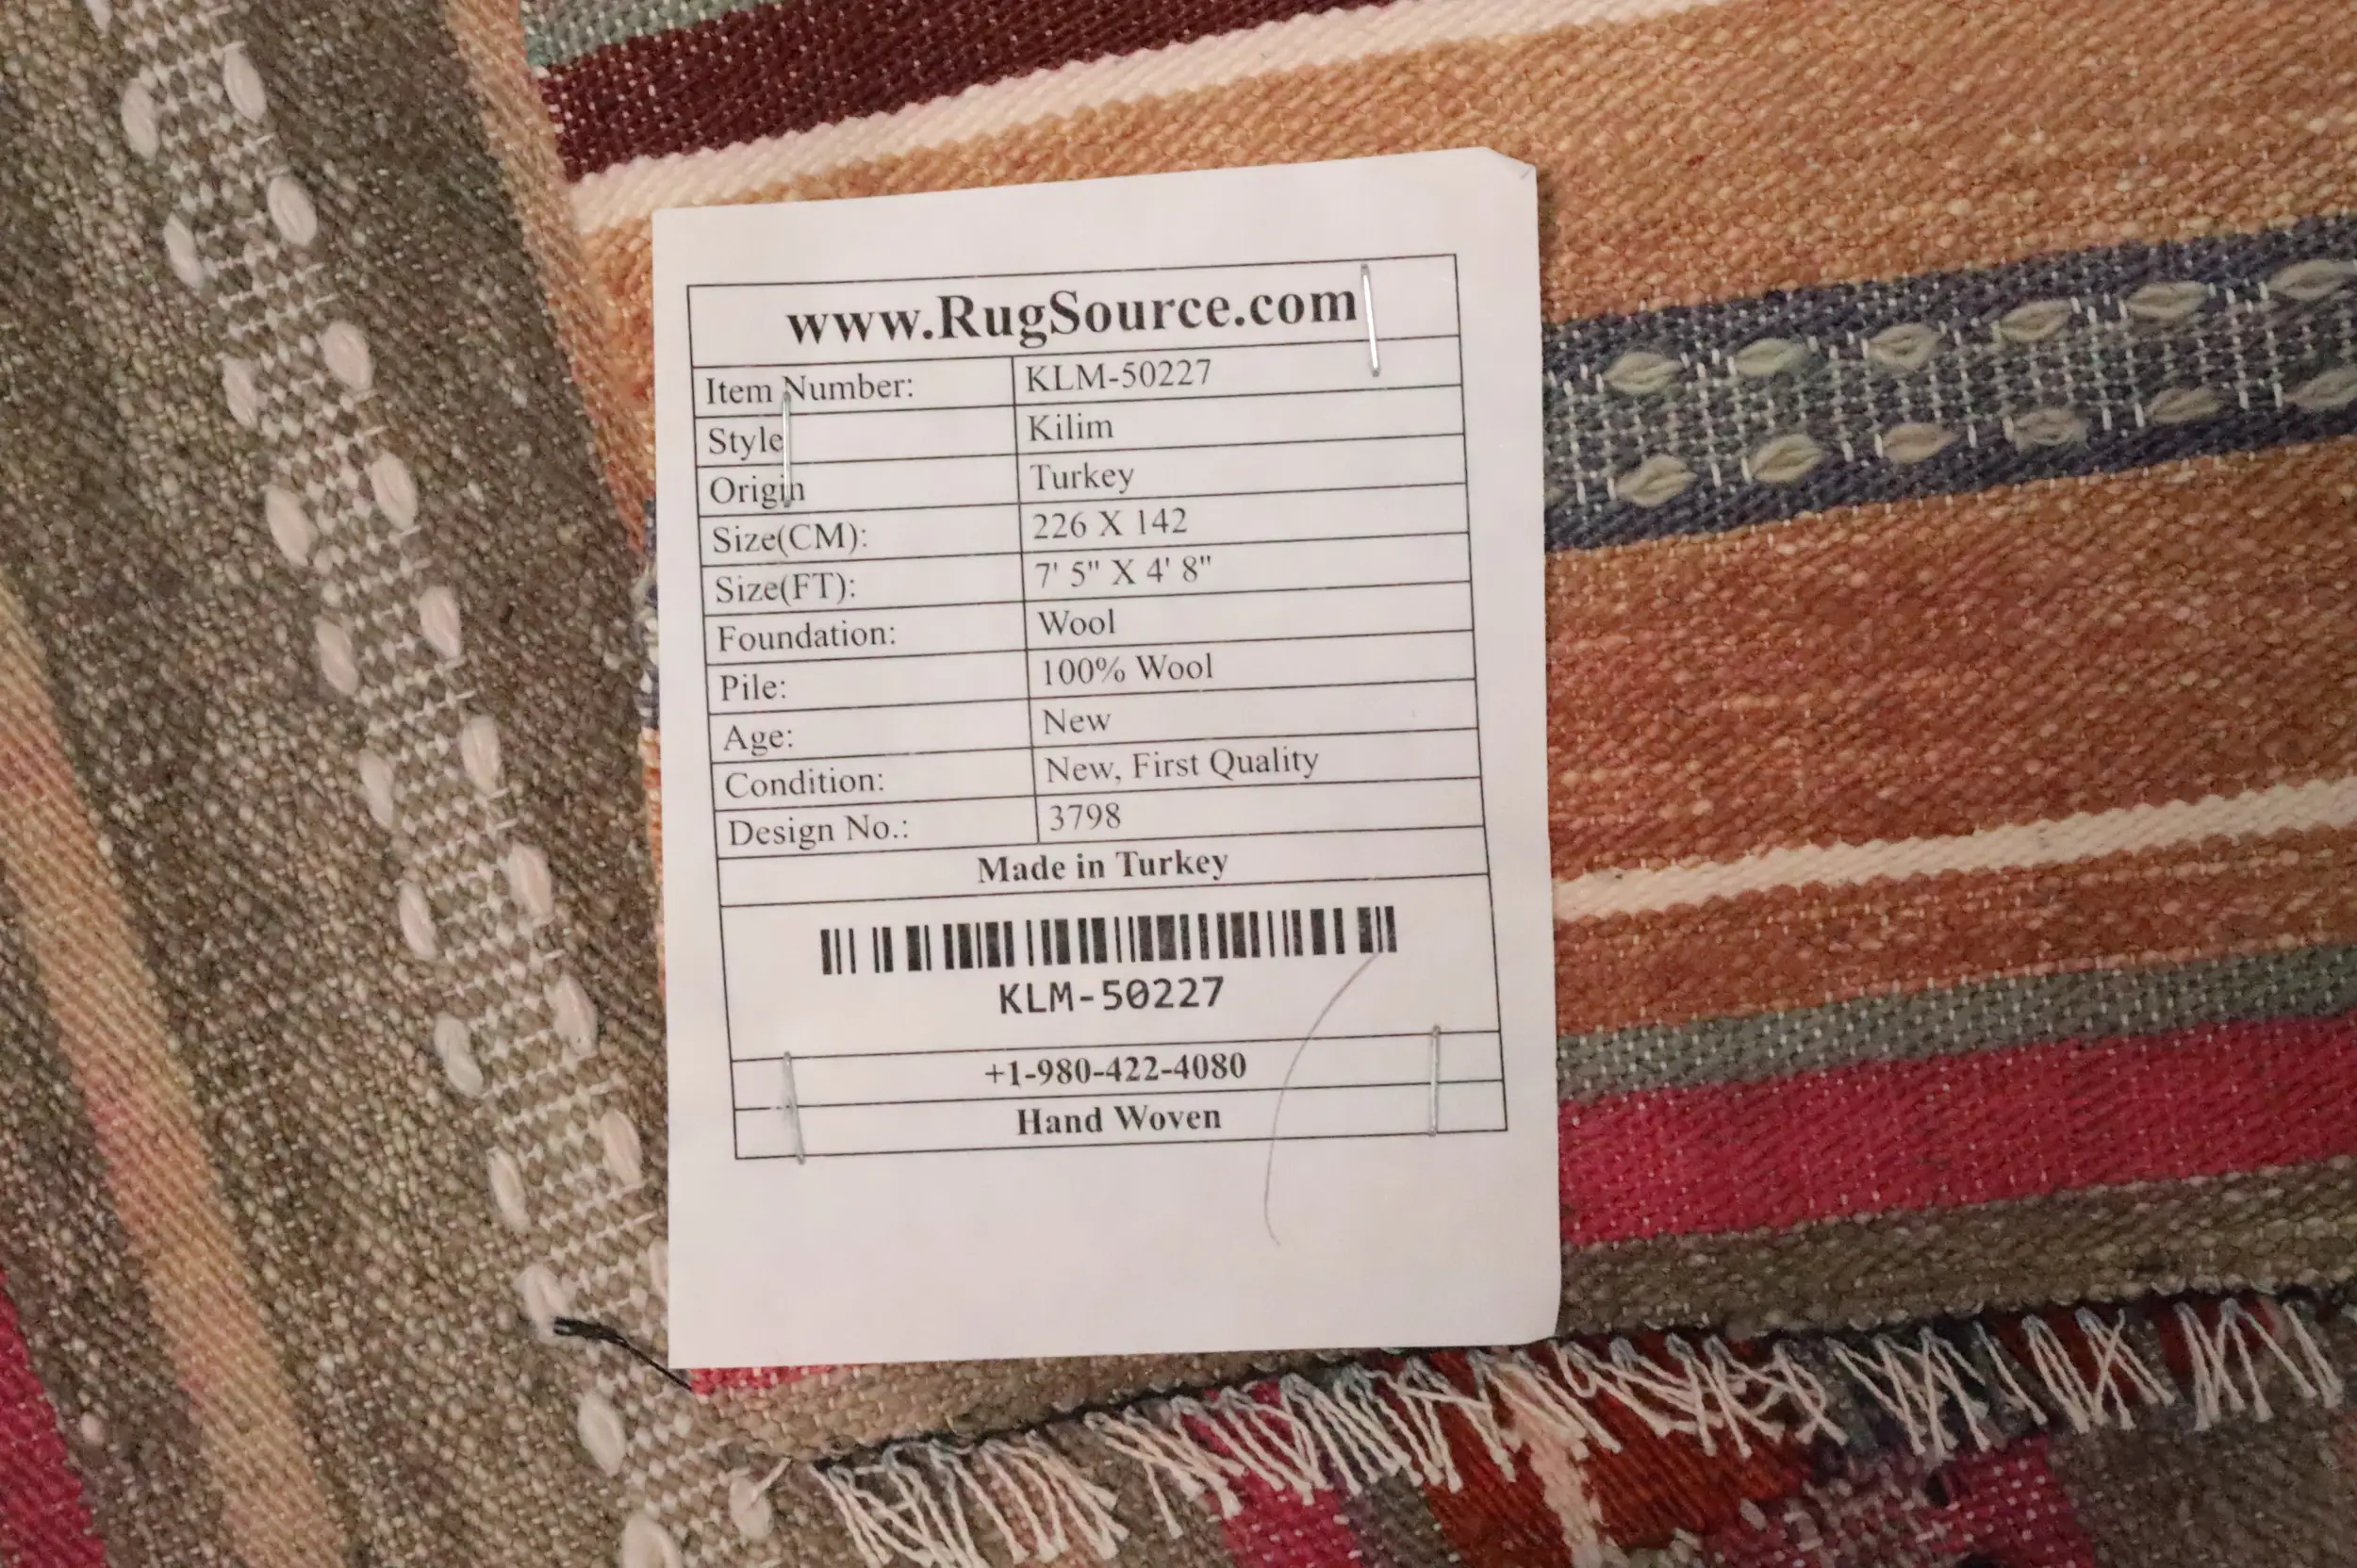 www.RugSource.com
Item Number: KLM-50227
Style Kilim
Origin Turkey
Size(CM): 226 X 142
Size(FT): 7' 5" X 4' 8"
Foundation: Wool
Pile: 100% Wool
Age: New
Condition: New, First Quality
Design No.: 3798
Made in Turkey
KLM-50227
+1-980-422-4080
Hand Woven